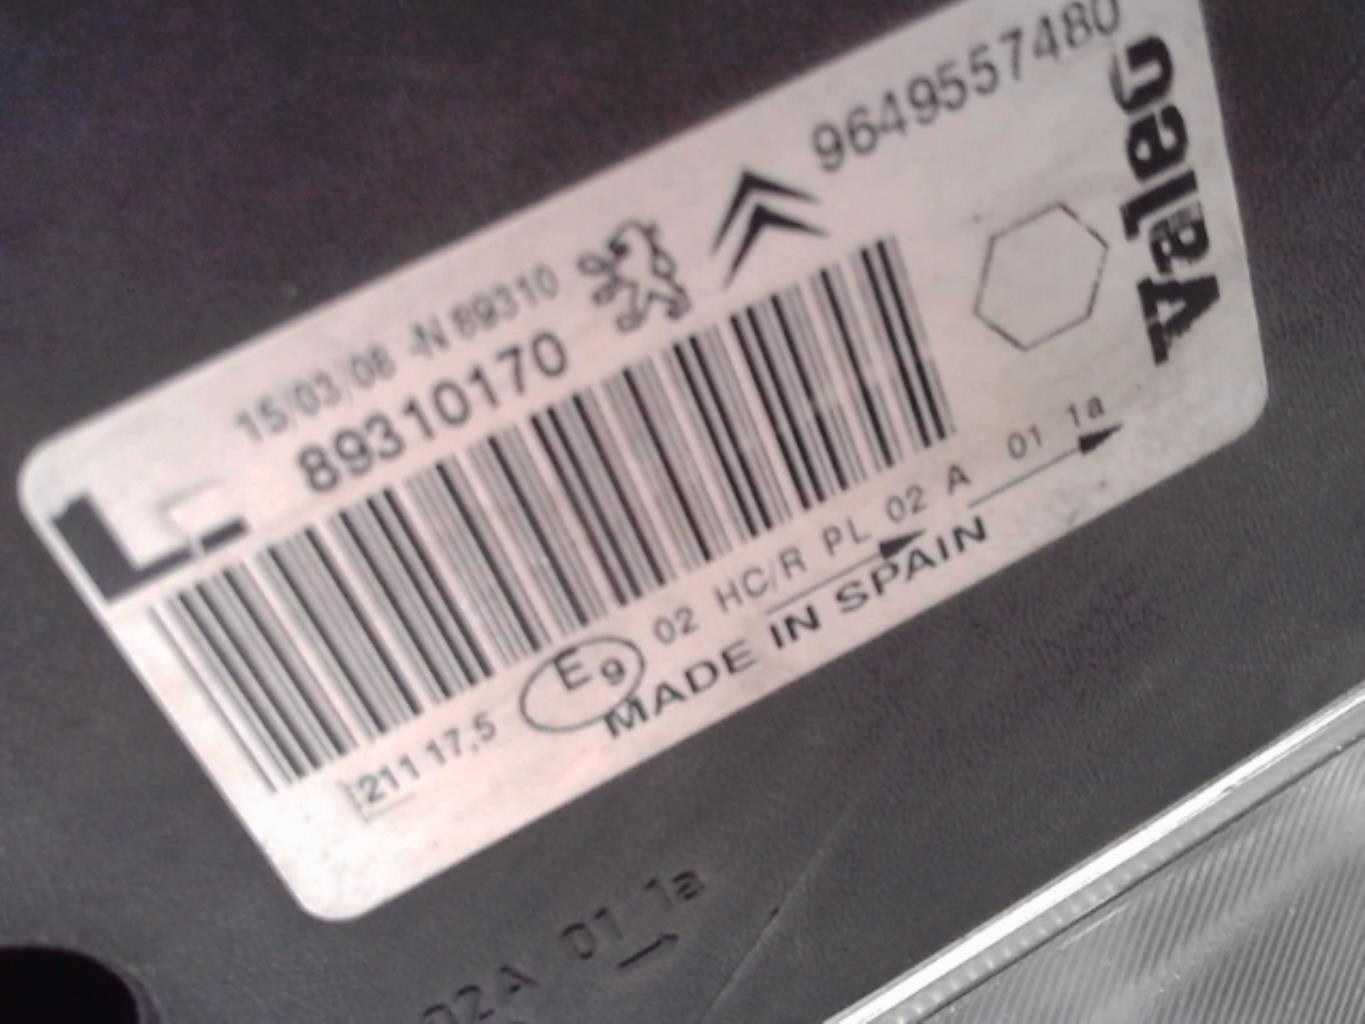 9649557480
Valeo
15/03/06 -N 89310
89310170
L
02 HC/R PL 02 A 01 1a
E9
211 17,5
MADE IN SPAIN
02A 01 1a